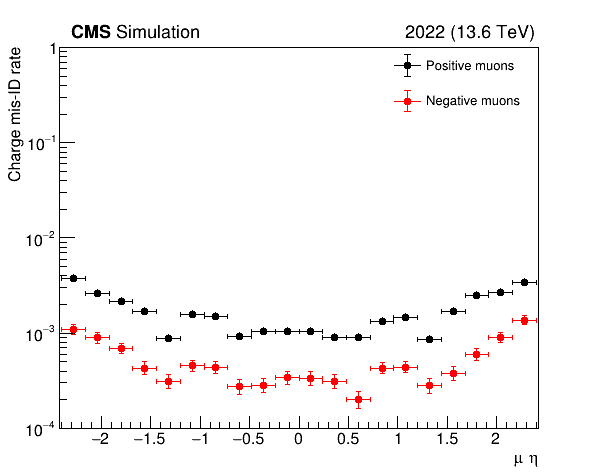 CMS Simulation 2022 (13.6 TeV)
Charge mis-ID rate
Positive muons
Negative muons
1
10⁻¹
10⁻²
10⁻³
10⁻⁴
−2 −1.5 −1 −0.5 0 0.5 1 1.5 2
μ η